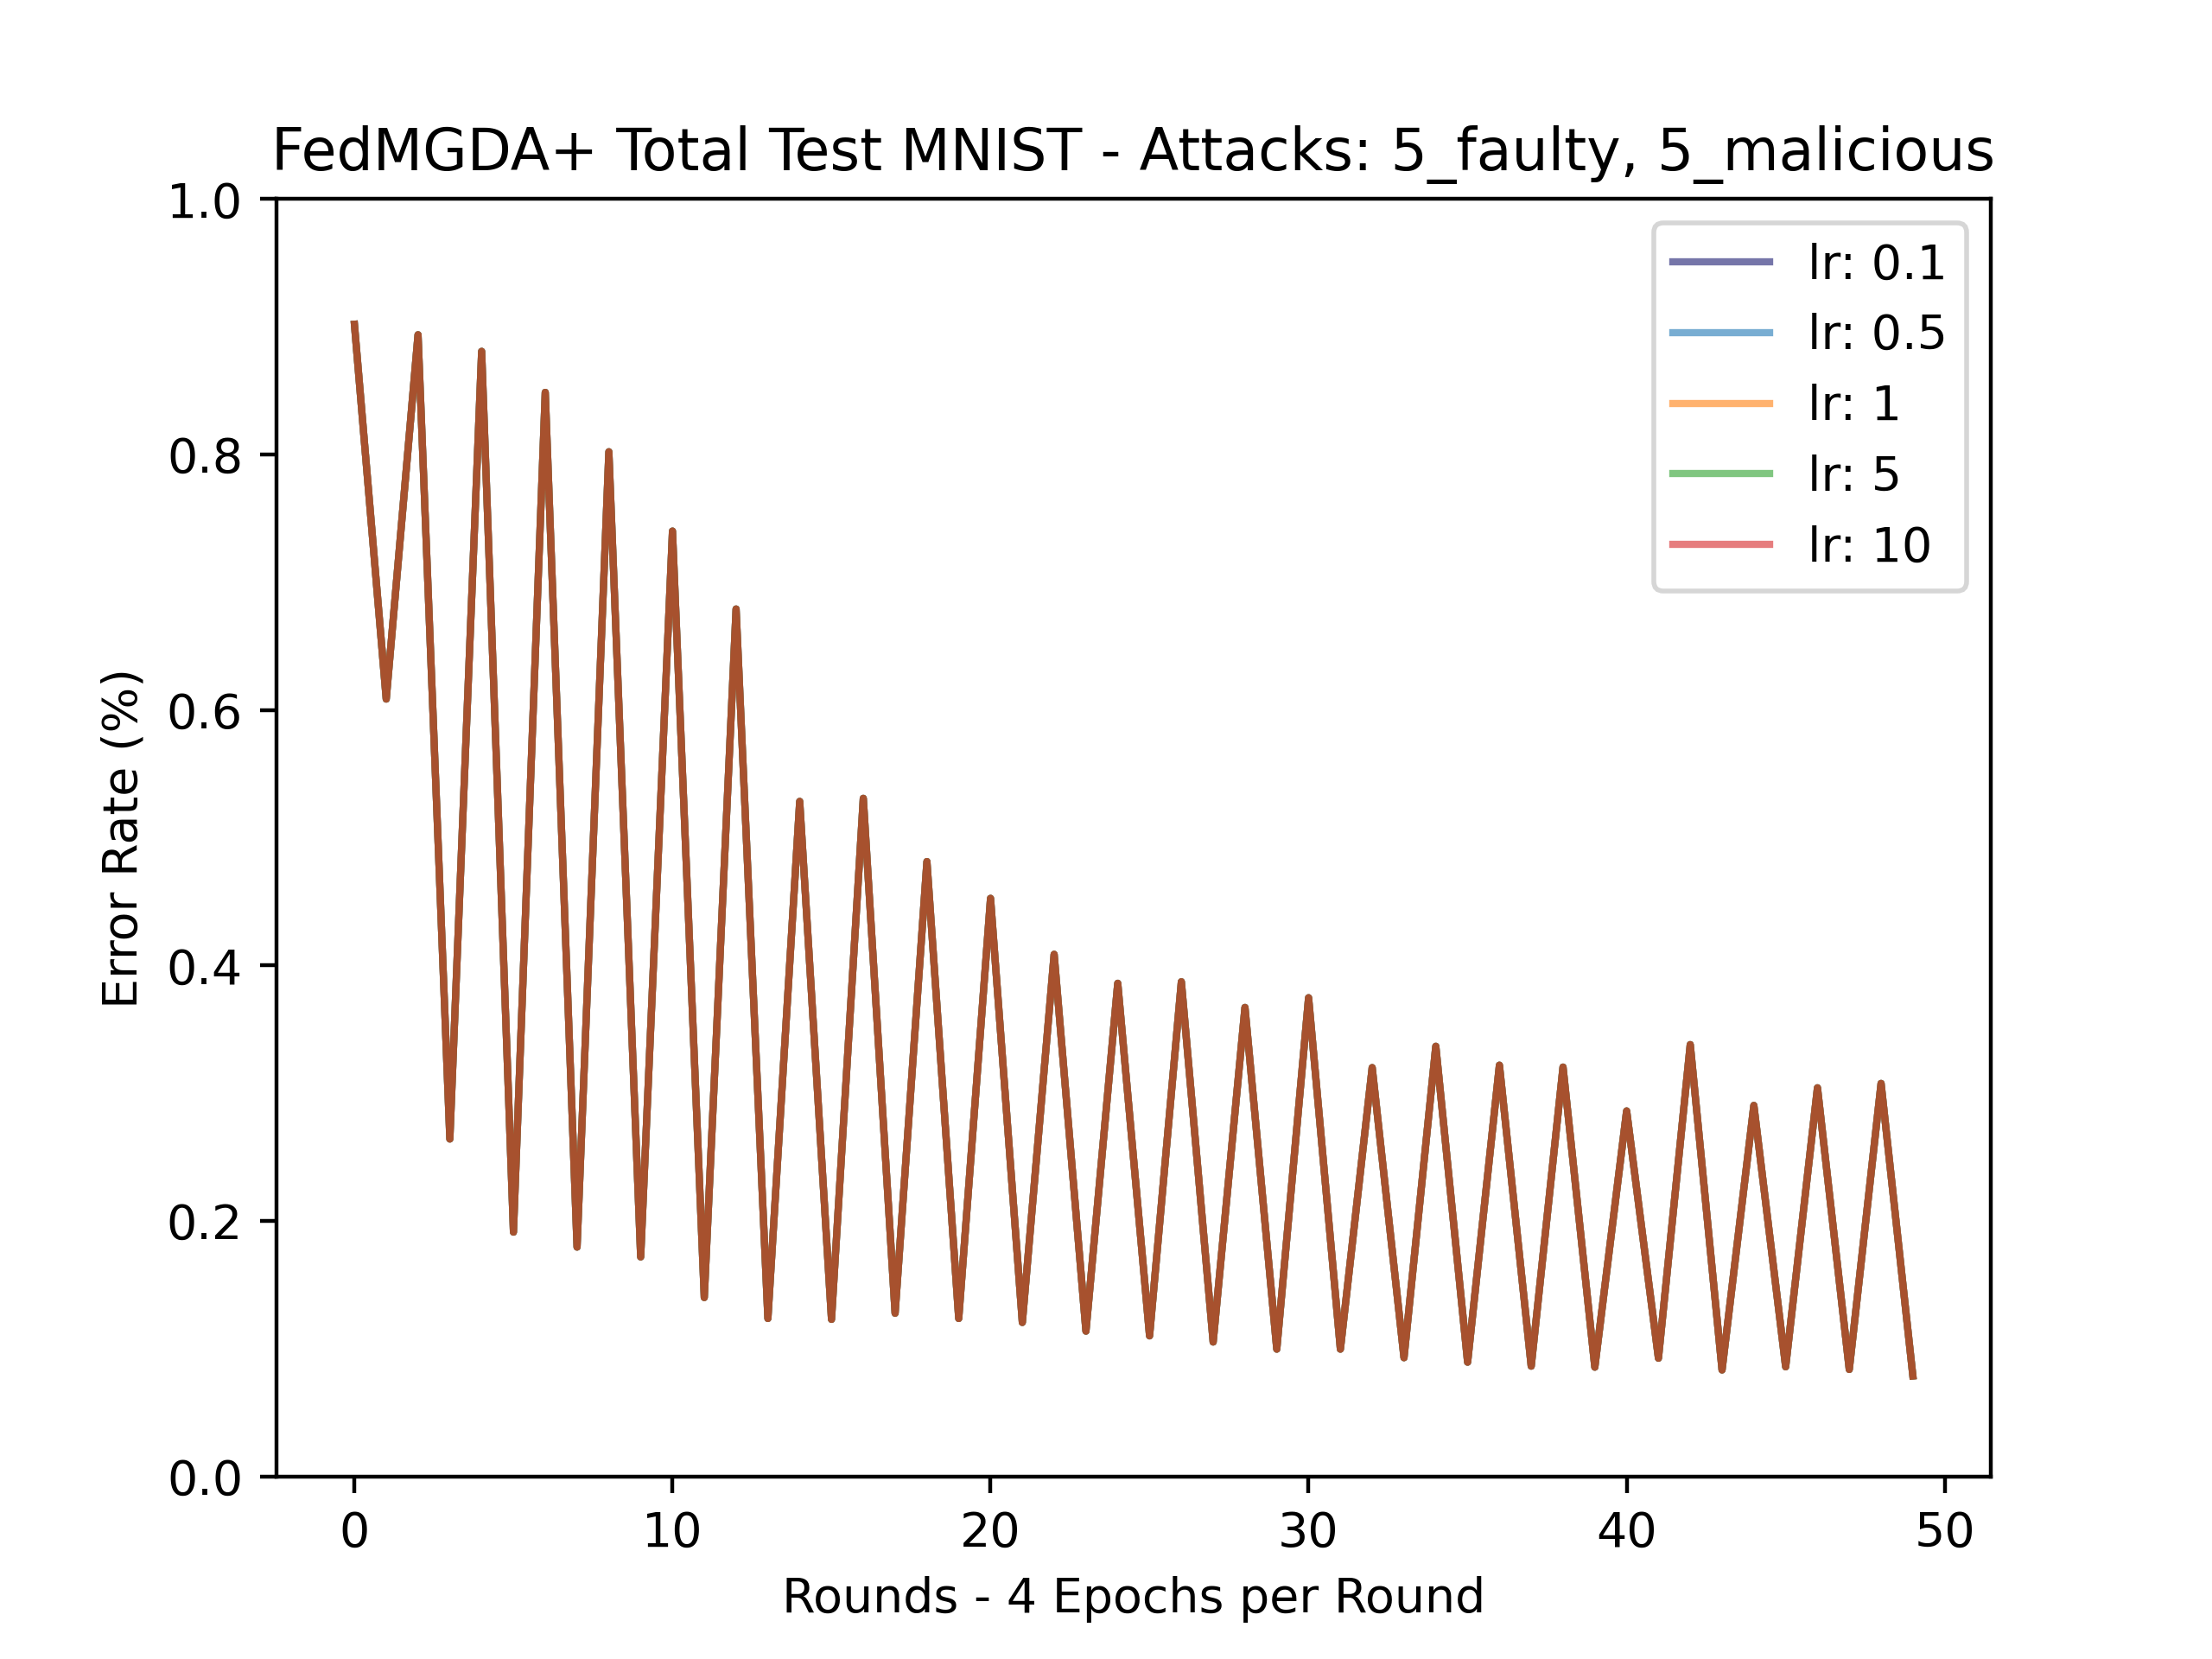 FedMGDA+ Total Test MNIST - Attacks: 5_faulty, 5_malicious
1.0
0.8
0.6
0.4
0.2
0.0
Error Rate (%)
lr: 0.1
lr: 0.5
lr: 1
lr: 5
lr: 10
0 10 20 30 40 50
Rounds - 4 Epochs per Round